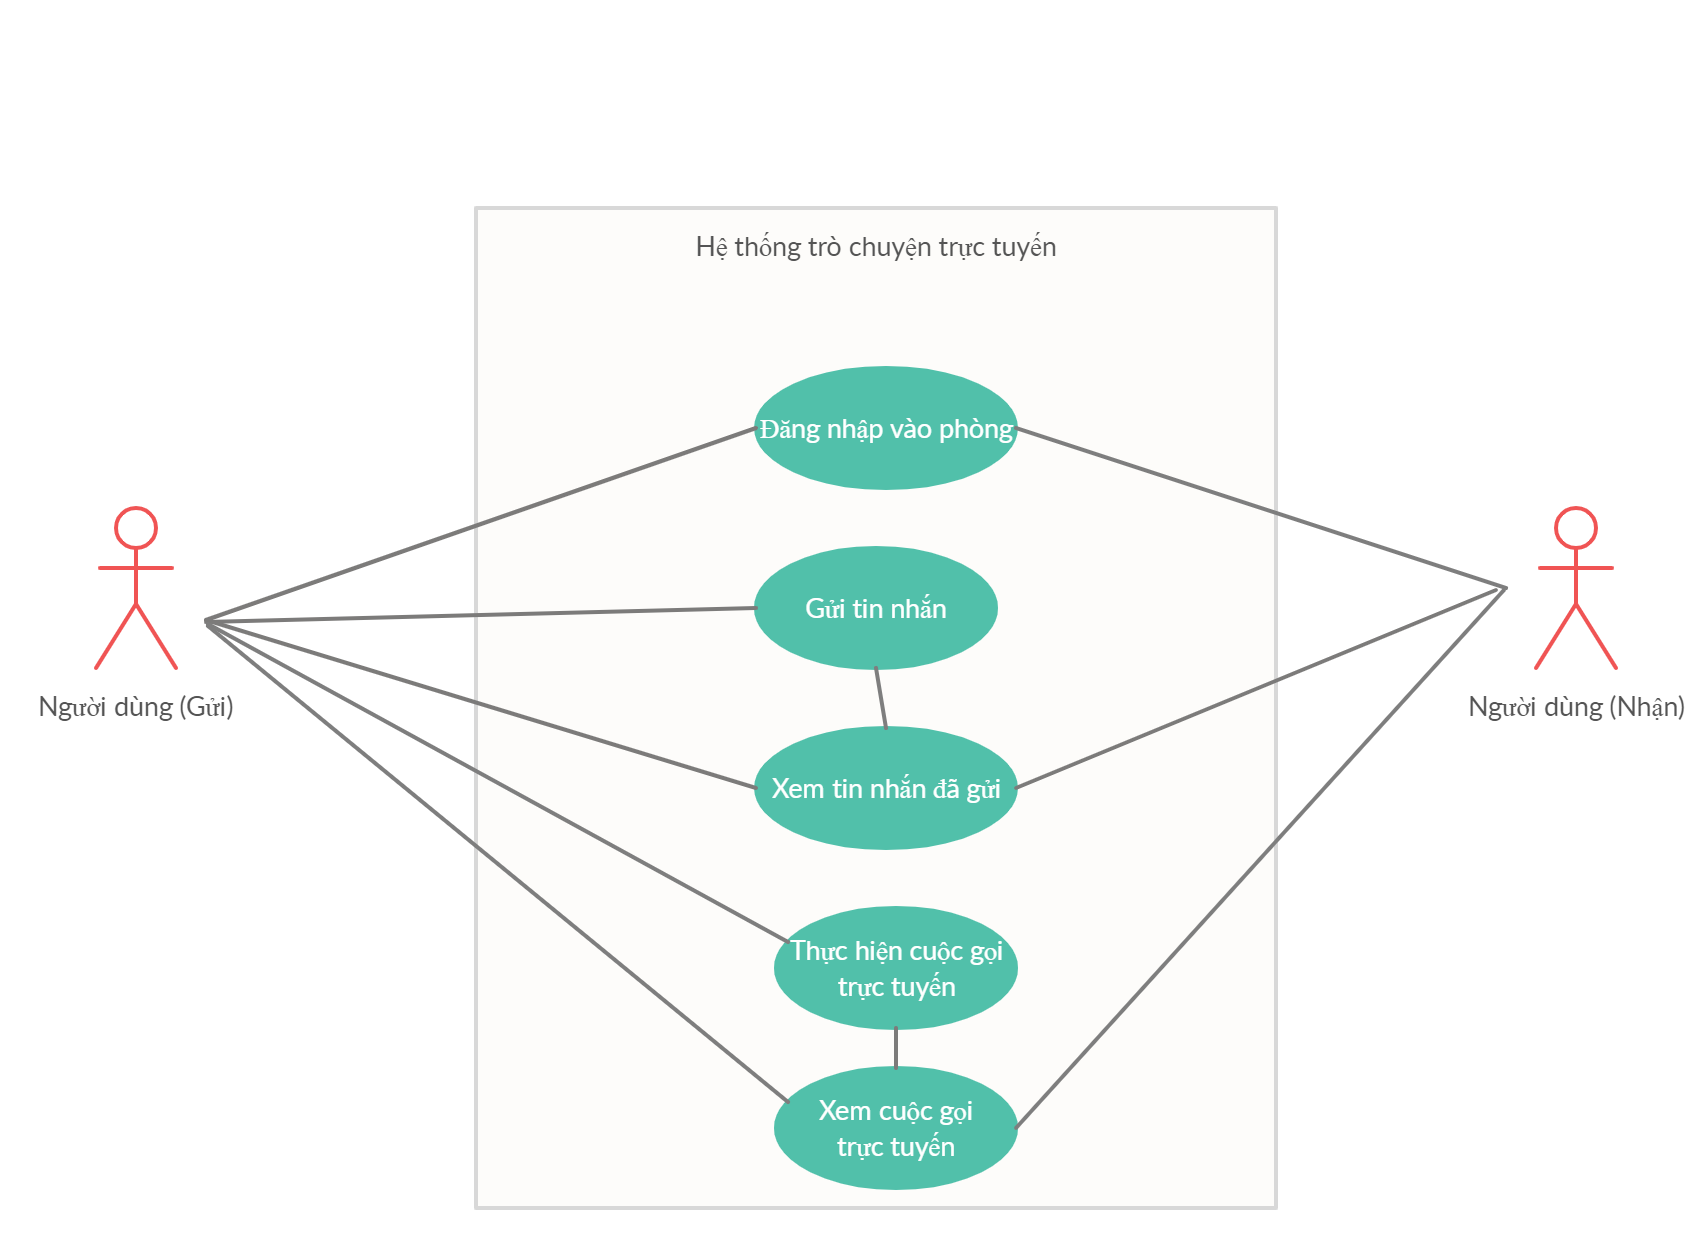 Hệ thống trò chuyện trực tuyến
Đăng nhập vào phòng
Gửi tin nhắn
Người dùng (Gửi)
Người dùng (Nhận)
Xem tin nhắn đã gửi
Thực hiện cuộc gọi
trực tuyến
Xem cuộc gọi
trực tuyến